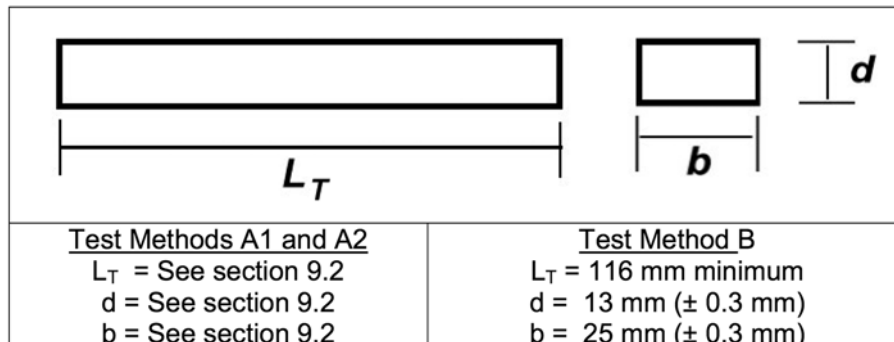 d
b
L_T
Test Methods A1 and A2
L_T = See section 9.2
d = See section 9.2
b = See section 9.2
Test Method B
L_T = 116 mm minimum
d = 13 mm (± 0.3 mm)
b = 25 mm (± 0.3 mm)